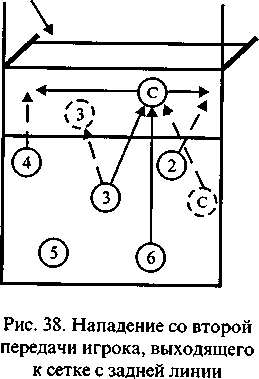 C
3
4
2
3
C
5
6
Рис. 38. Нападение со второй
передачи игрока, выходящего
к сетке с задней линии